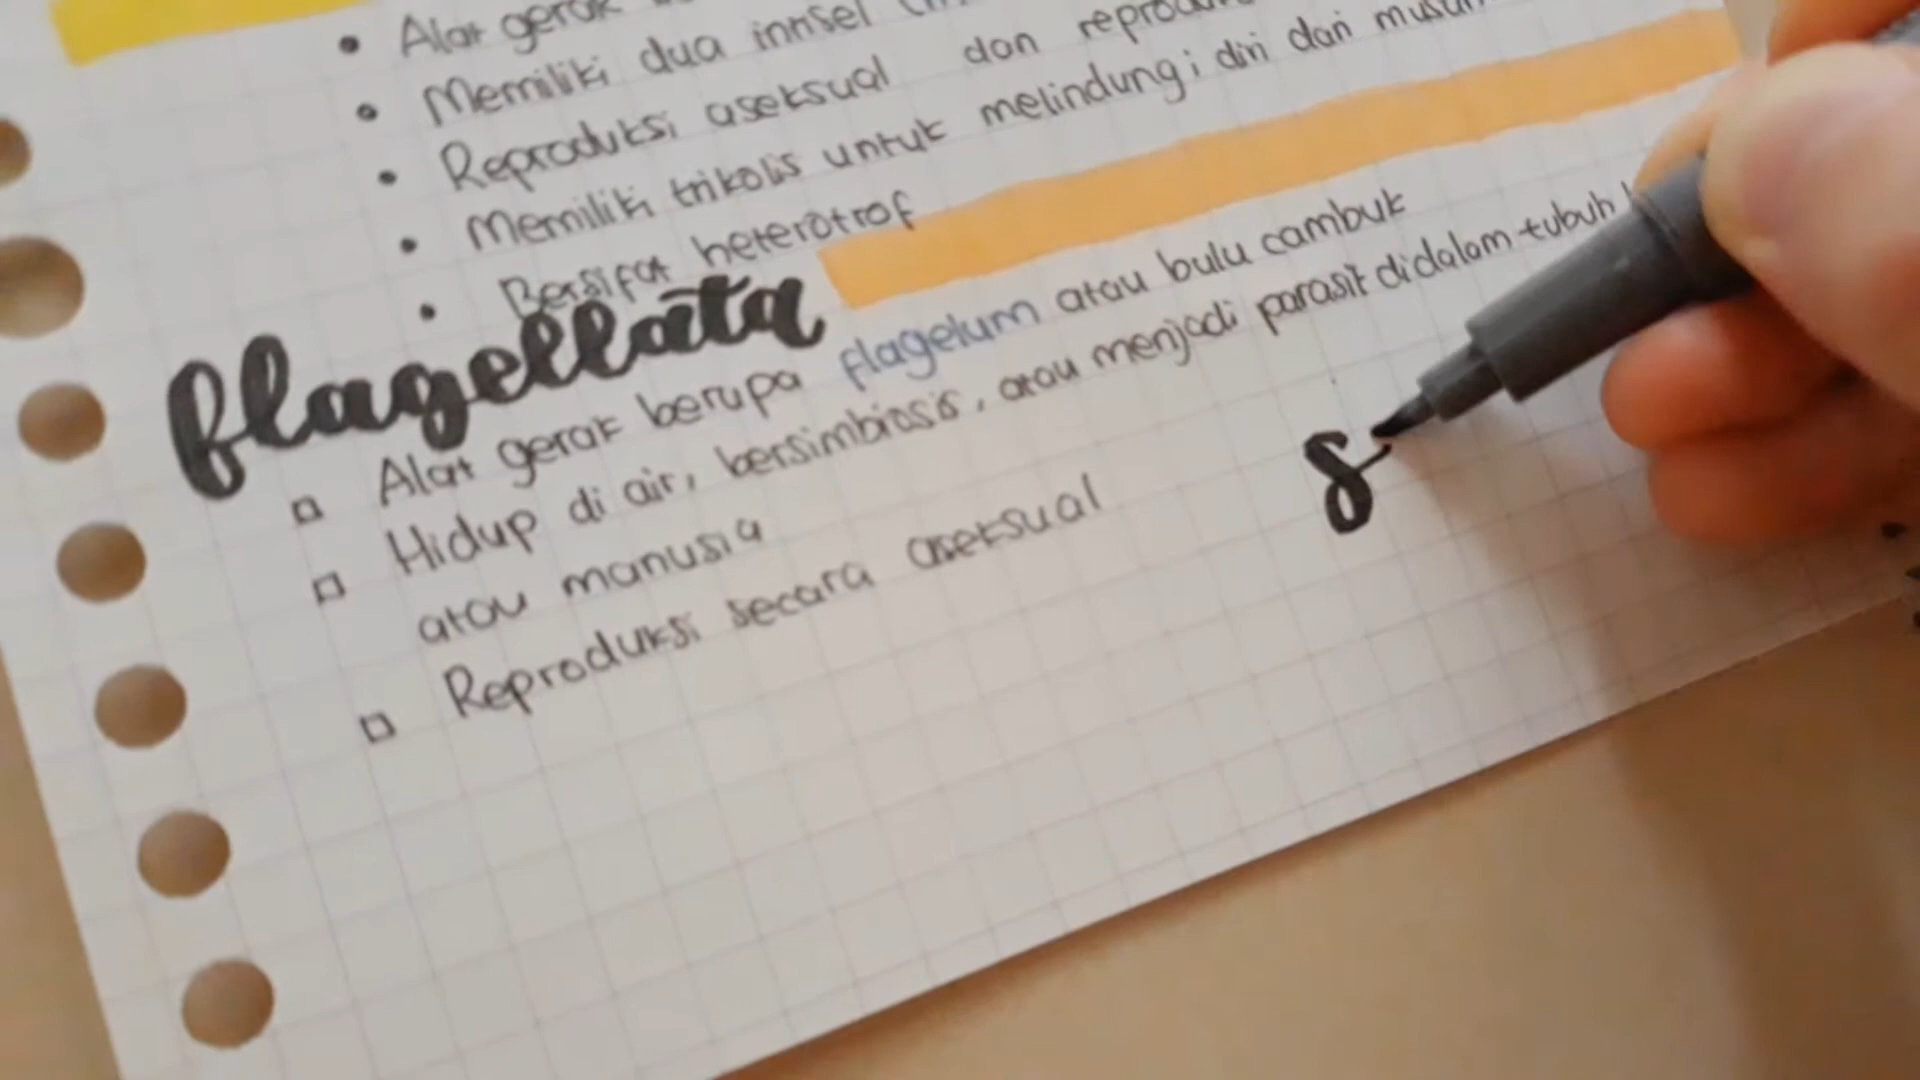 Alat gerak
Memiliki dua inti sel
Reproduksi aseksual dan
Memiliki trikolis untuk melindungi diri dari
Bersifat heterotrof
flagellata
Alat gerak berupa flagelum atau bulu cambuk
Hidup di air, bersimbiosis, atau menjadi parasit didalam tubuh
atau manusia
Reproduksi secara aseksual
S